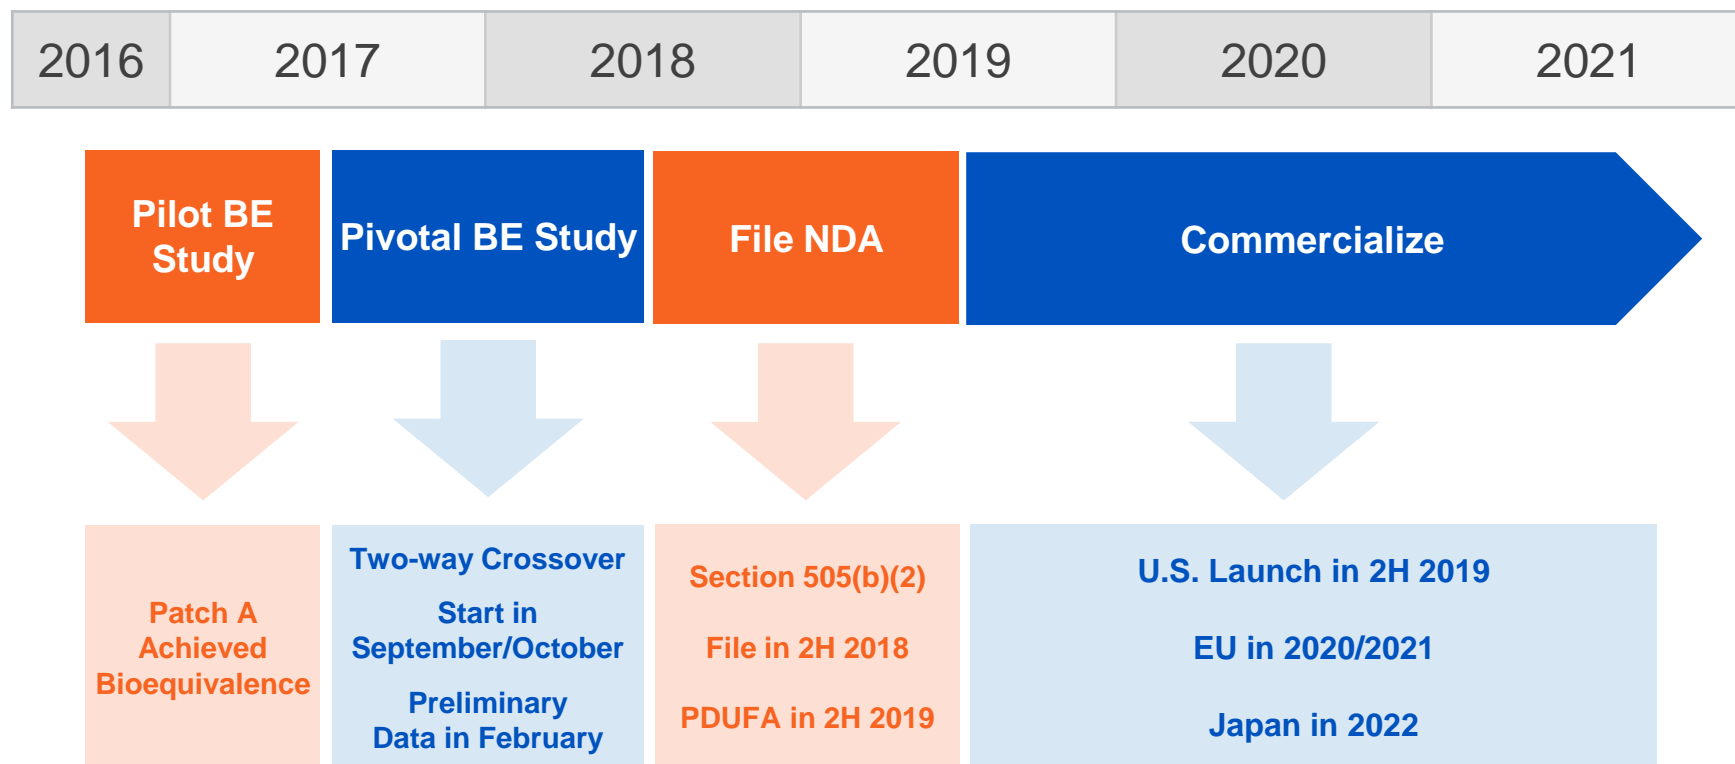 2016 2017 2018 2019 2020 2021
Pilot BE
Study
Pivotal BE Study
File NDA
Commercialize
Patch A
Achieved
Bioequivalence
Two-way Crossover
Start in
September/October
Preliminary
Data in February
Section 505(b)(2)
File in 2H 2018
PDUFA in 2H 2019
U.S. Launch in 2H 2019
EU in 2020/2021
Japan in 2022